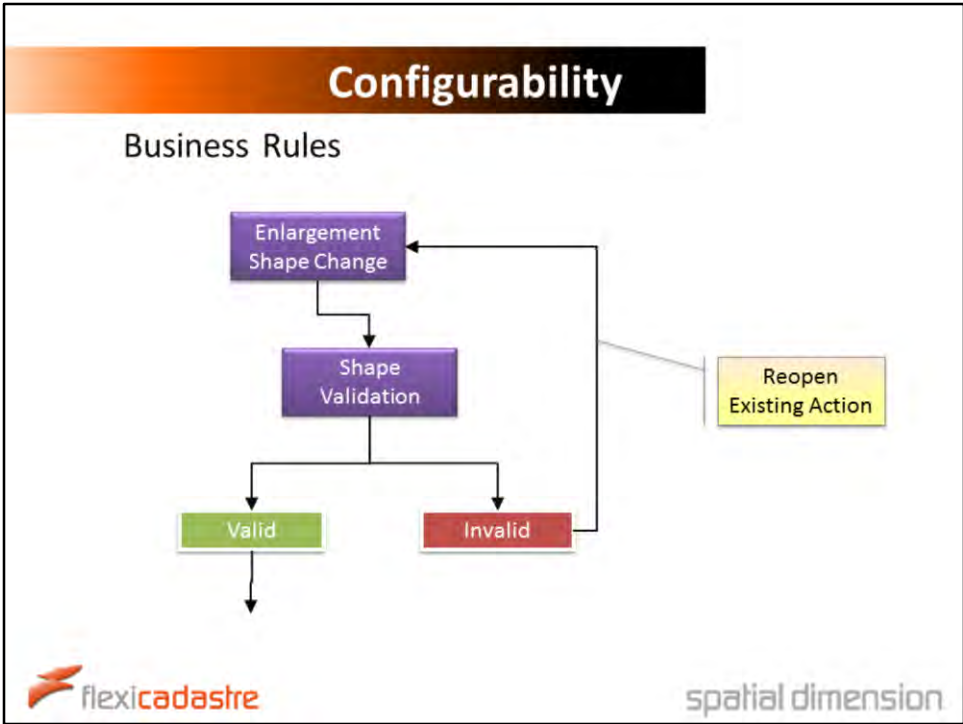 Configurability
Business Rules
Enlargement
Shape Change
Shape
Validation
Reopen
Existing Action
Valid
Invalid
flexicadastre
spatial dimension